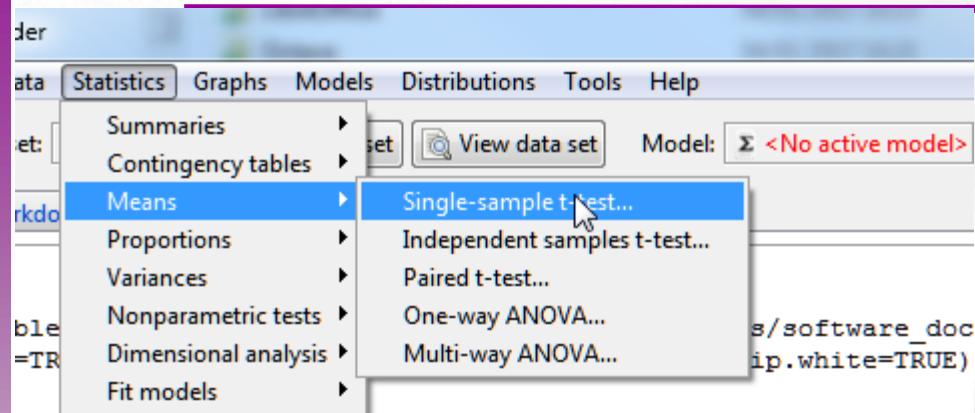 der
ata Statistics Graphs Models Distributions Tools Help
et: set View data set Model: Σ <No active model>
Summaries
Contingency tables
rkdo Means Single-sample t-test...
Proportions Independent samples t-test...
Variances Paired t-test...
ble Nonparametric tests One-way ANOVA... s/software_doc
=TR Dimensional analysis Multi-way ANOVA... ip.white=TRUE)
Fit models